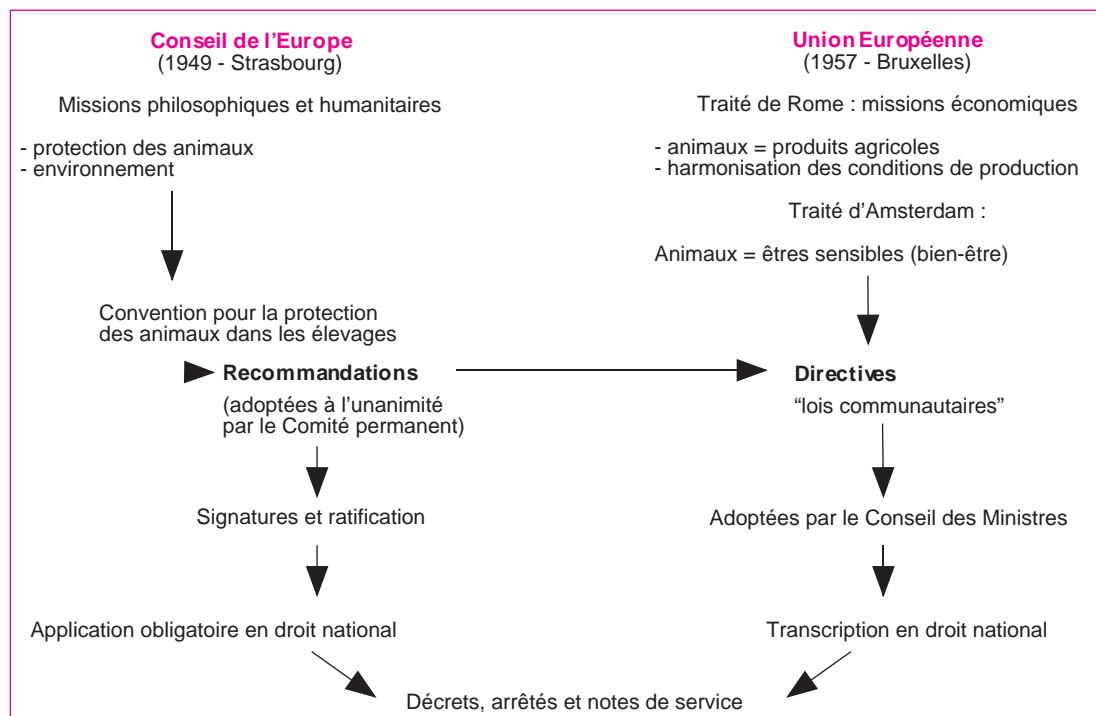 Conseil de l'Europe
(1949 - Strasbourg)
Missions philosophiques et humanitaires
- protection des animaux
- environnement
Convention pour la protection
des animaux dans les élevages
Recommandations
(adoptées à l'unanimité
par le Comité permanent)
Signatures et ratification
Application obligatoire en droit national
Union Européenne
(1957 - Bruxelles)
Traité de Rome : missions économiques
- animaux = produits agricoles
- harmonisation des conditions de production
Traité d'Amsterdam :
Animaux = êtres sensibles (bien-être)
Directives
“lois communautaires”
Adoptées par le Conseil des Ministres
Transcription en droit national
Décrets, arrêtés et notes de service